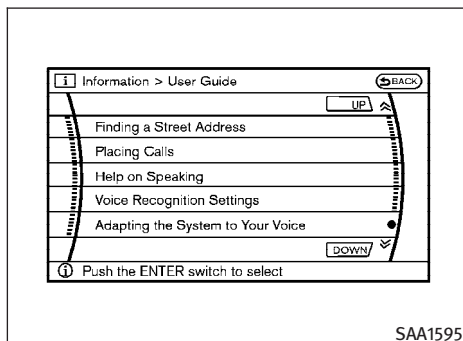 i Information > User Guide BACK
UP
Finding a Street Address
Placing Calls
Help on Speaking
Voice Recognition Settings
Adapting the System to Your Voice
DOWN
i Push the ENTER switch to select
SAA1595